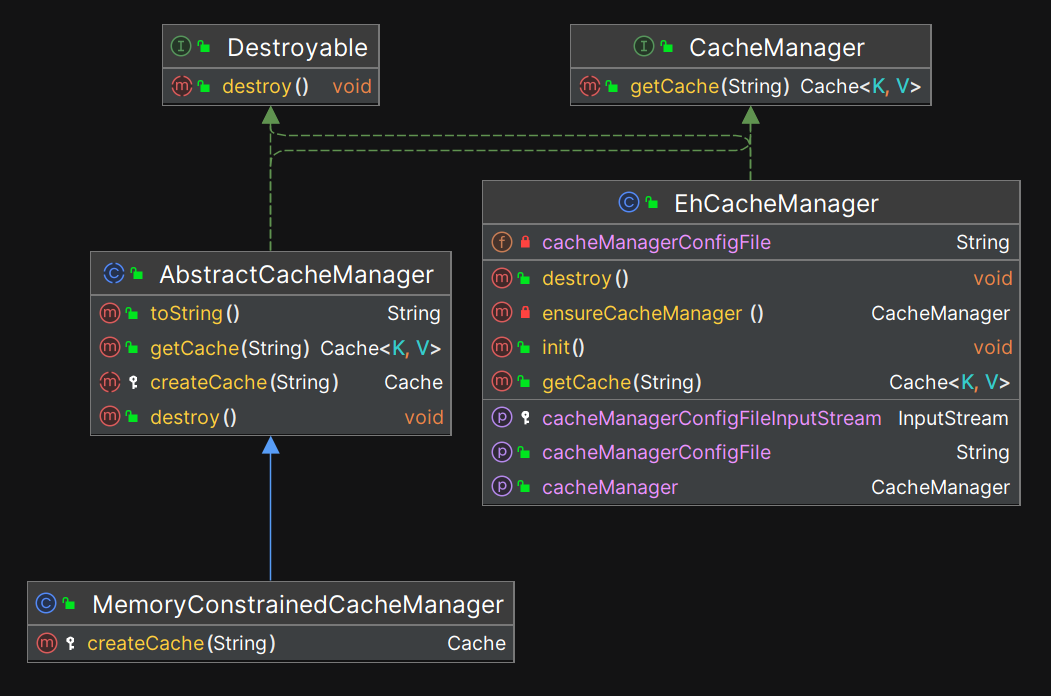 Destroyable
destroy() void
CacheManager
getCache(String) Cache<K, V>
EhCacheManager
cacheManagerConfigFile String
destroy() void
ensureCacheManager () CacheManager
init() void
getCache(String) Cache<K, V>
cacheManagerConfigFileInputStream InputStream
cacheManagerConfigFile String
cacheManager CacheManager
AbstractCacheManager
toString() String
getCache(String) Cache<K, V>
createCache(String) Cache
destroy() void
MemoryConstrainedCacheManager
createCache(String) Cache